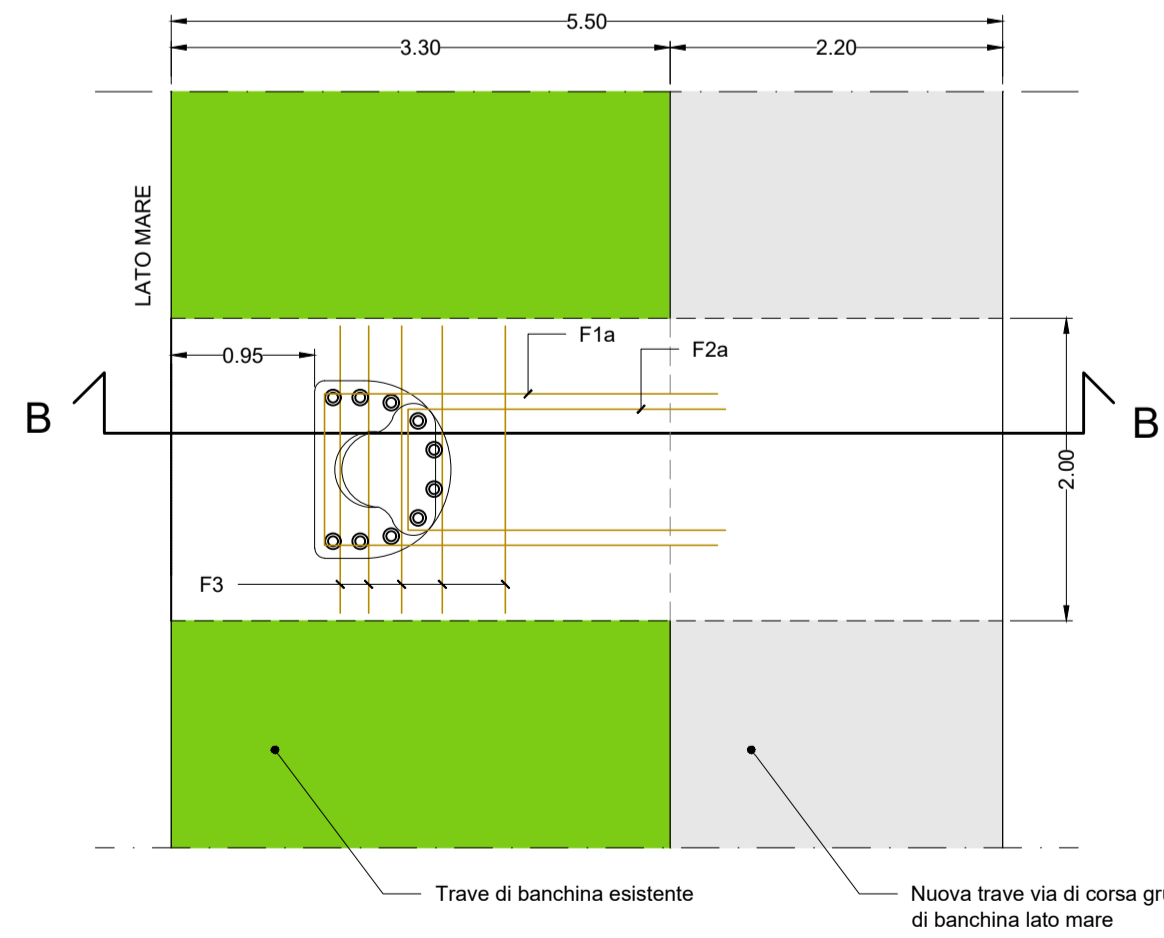 5.50
3.30
2.20
LATO MARE
0.95
F1a
F2a
B
B
2.00
F3
Trave di banchina esistente
Nuova trave via di corsa gru
di banchina lato mare